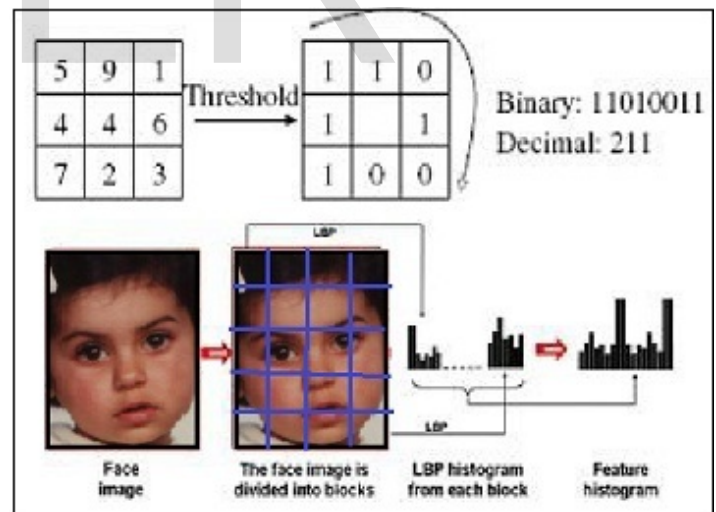 5 9 1
4 4 6
7 2 3
Threshold
1 1 0
1 1
1 0 0
Binary: 11010011
Decimal: 211
LBP
LBP
Face
image
The face image is
divided into blocks
LBP histogram
from each block
Feature
histogram